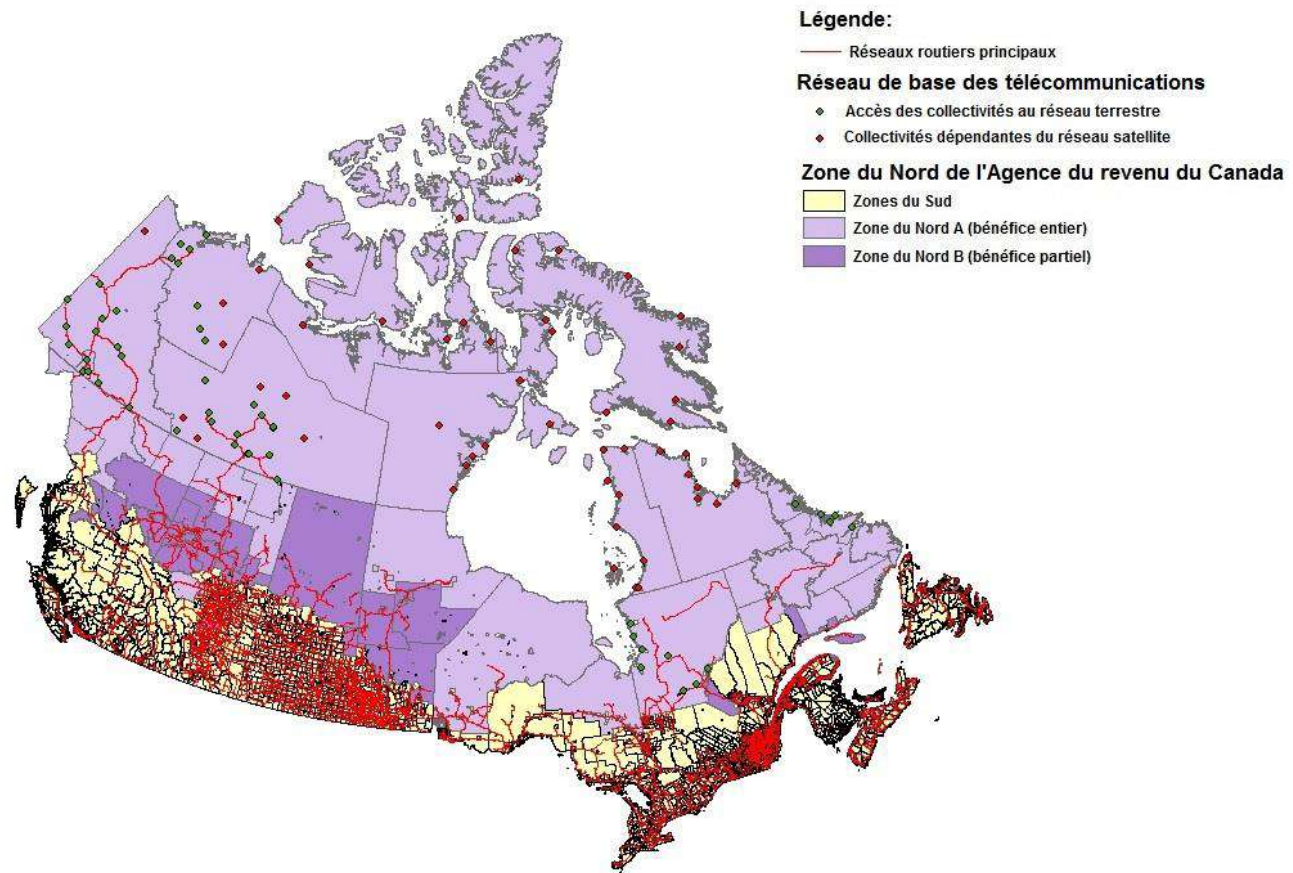 Légende:
Réseaux routiers principaux
Réseau de base des télécommunications
Accès des collectivités au réseau terrestre
Collectivités dépendantes du réseau satellite
Zone du Nord de l'Agence du revenu du Canada
Zones du Sud
Zone du Nord A (bénéfice entier)
Zone du Nord B (bénéfice partiel)